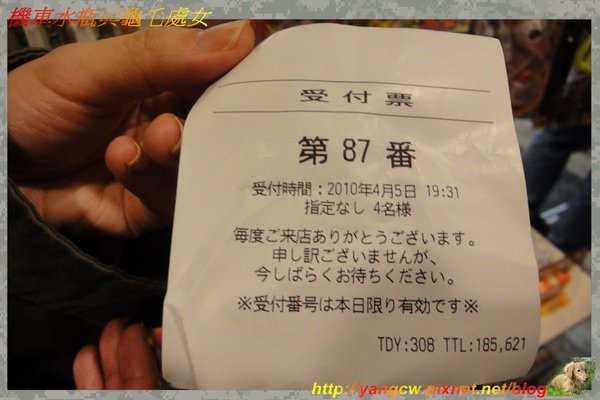 機車水瓶vs龜毛處女
受付票
第 87 番
受付時間：2010年4月5日 19:31
指定なし 4名様
毎度ご来店ありがとうございます。
申し訳ございませんが、
今しばらくお待ちください。
※受付番号は本日限り有効です※
TDY:308 TTL:185,621
http://yangcw.pixnet.net/blog